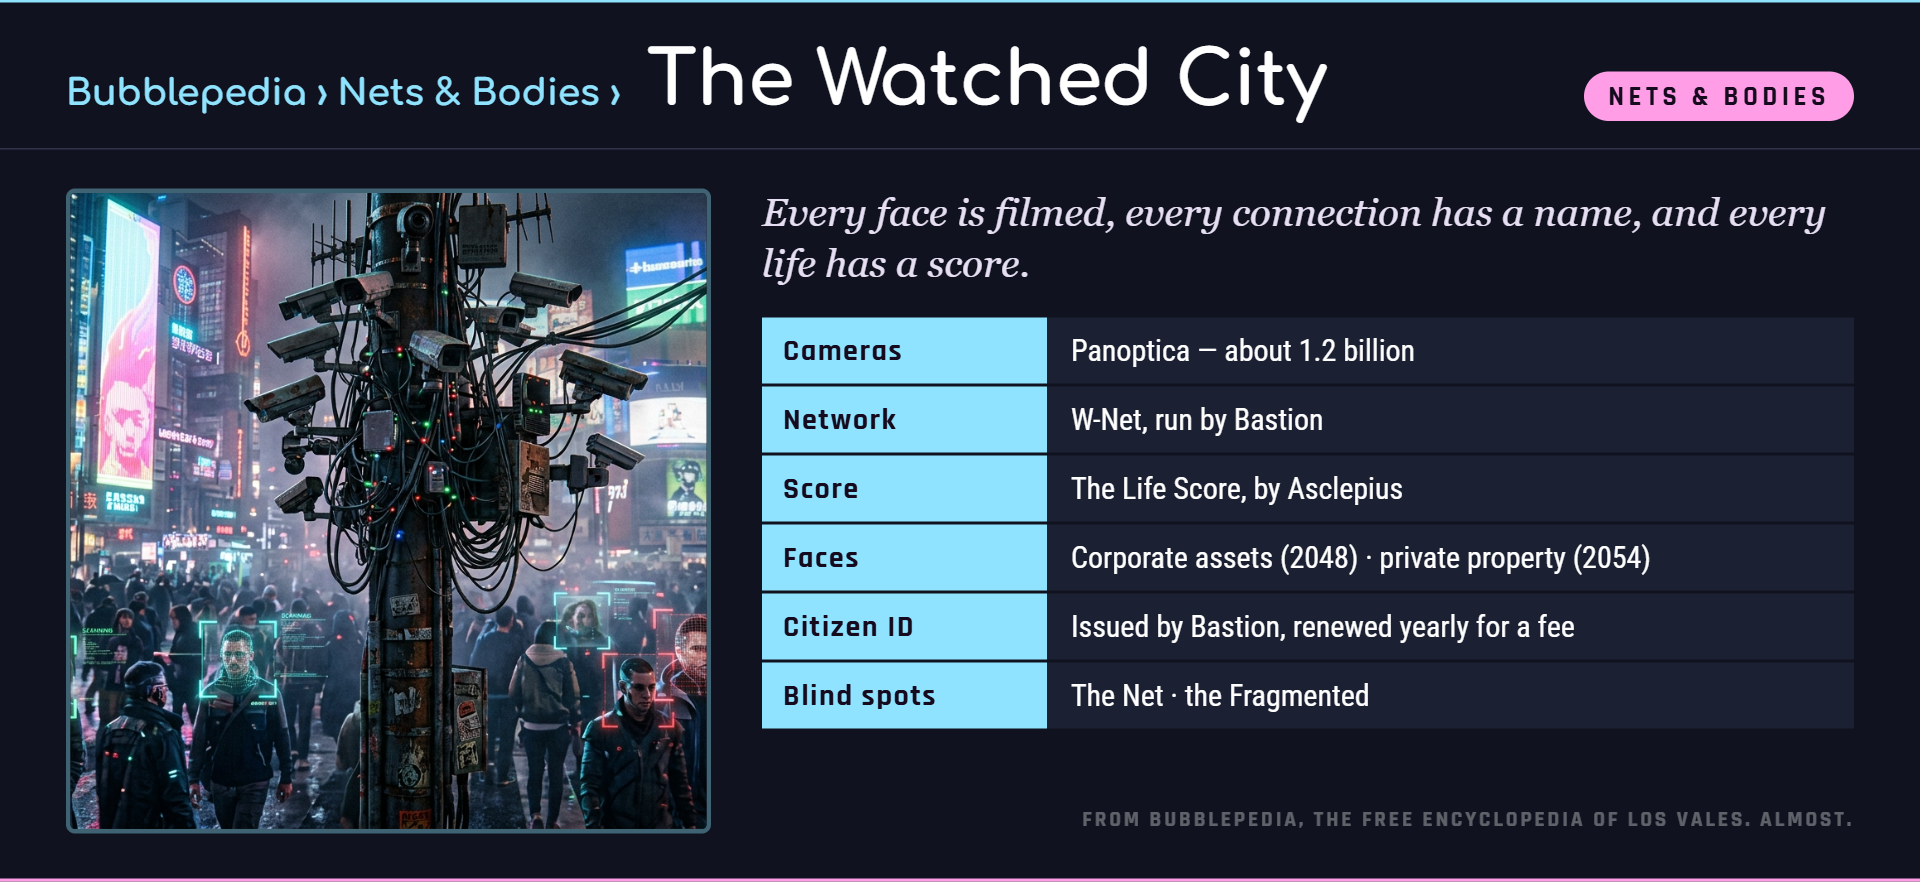 Bubblepedia › Nets & Bodies › The Watched City
NETS & BODIES
Every face is filmed, every connection has a name, and every
life has a score.
Cameras Panoptica — about 1.2 billion
Network W-Net, run by Bastion
Score The Life Score, by Asclepius
Faces Corporate assets (2048) · private property (2054)
Citizen ID Issued by Bastion, renewed yearly for a fee
Blind spots The Net · the Fragmented
SCANNING
FROM BUBBLEPEDIA, THE FREE ENCYCLOPEDIA OF LOS VALES. ALMOST.